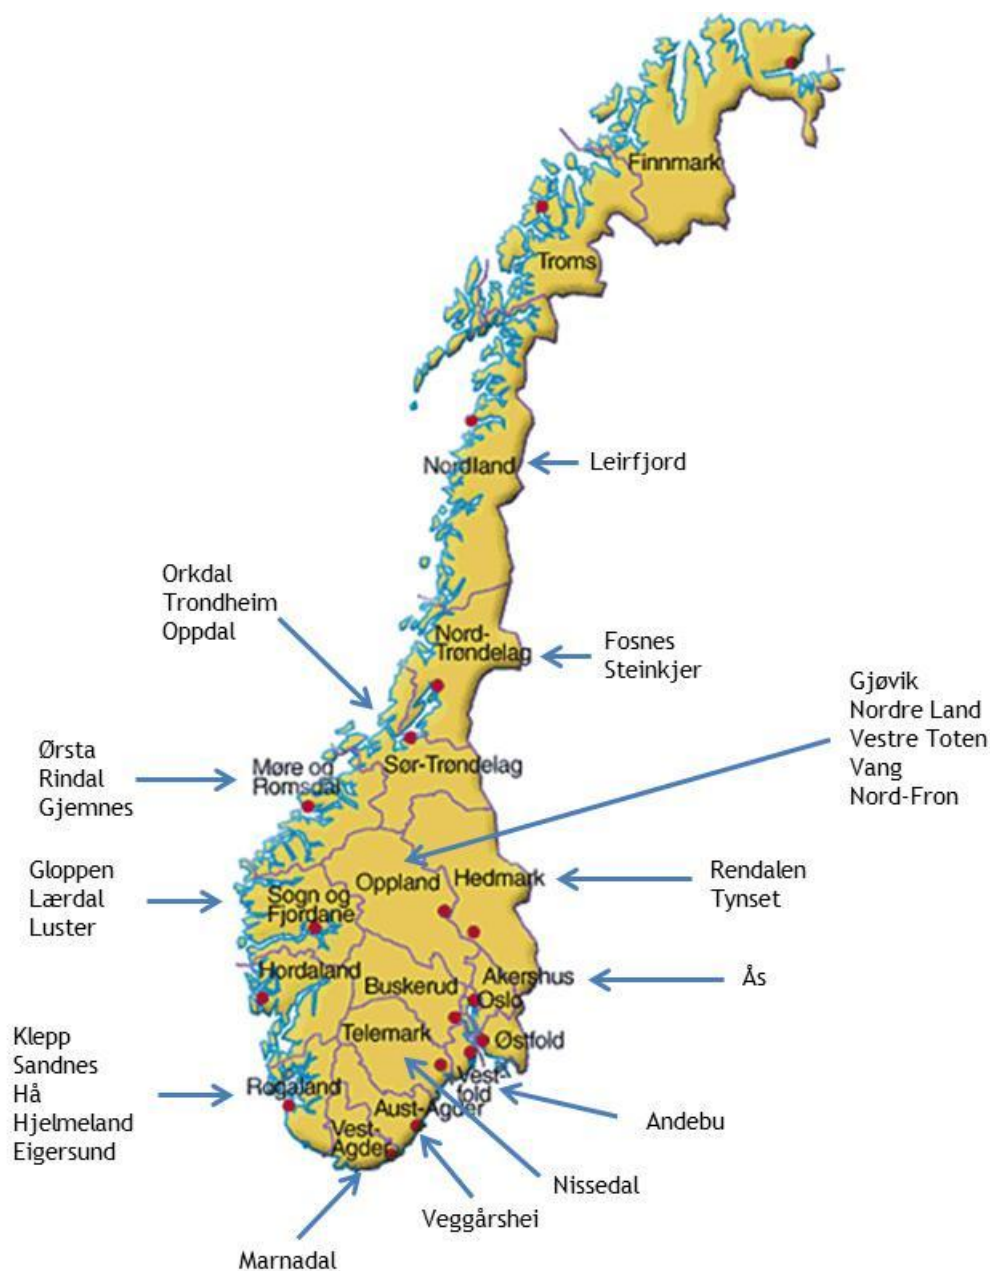 Finnmark
Troms
Nordland
Leirfjord
Orkdal
Trondheim
Oppdal
Nord-
Trøndelag
Fosnes
Steinkjer
Gjøvik
Nordre Land
Vestre Toten
Vang
Nord-Fron
Ørsta
Rindal
Gjemnes
Møre og
Romsdal
Sør-Trøndelag
Gloppen
Lærdal
Luster
Sogn og
Fjordane
Oppland
Hedmark
Rendalen
Tynset
Hordaland
Buskerud
Akershus
Oslo
Ås
Telemark
Østfold
Klepp
Sandnes
Hå
Hjelmeland
Eigersund
Rogaland
Vest-
fold
Aust-Agder
Vest-
Agder
Andebu
Nissedal
Veggårshei
Marnadal